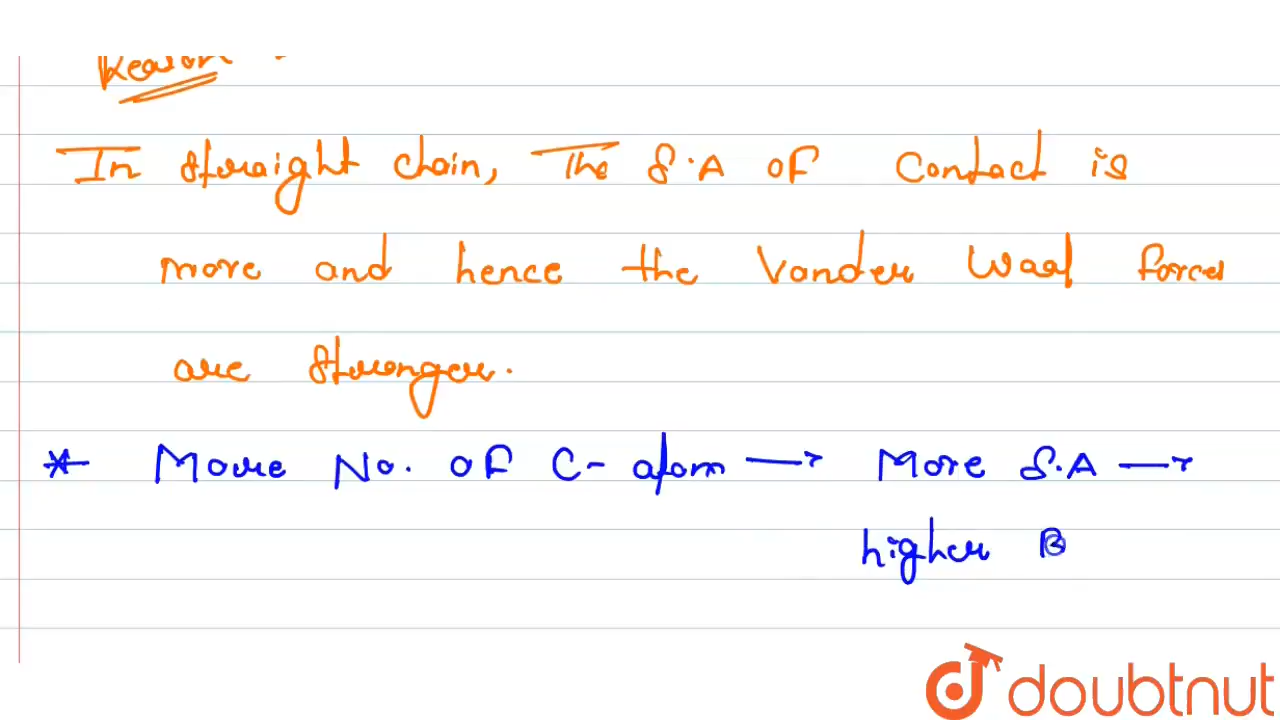 Reason :
In straight chain, The S.A OF Contact is
more and hence the Vander Waal forces
are stronger.
* More No. OF C- atom → More S.A →
higher B
doubtnut